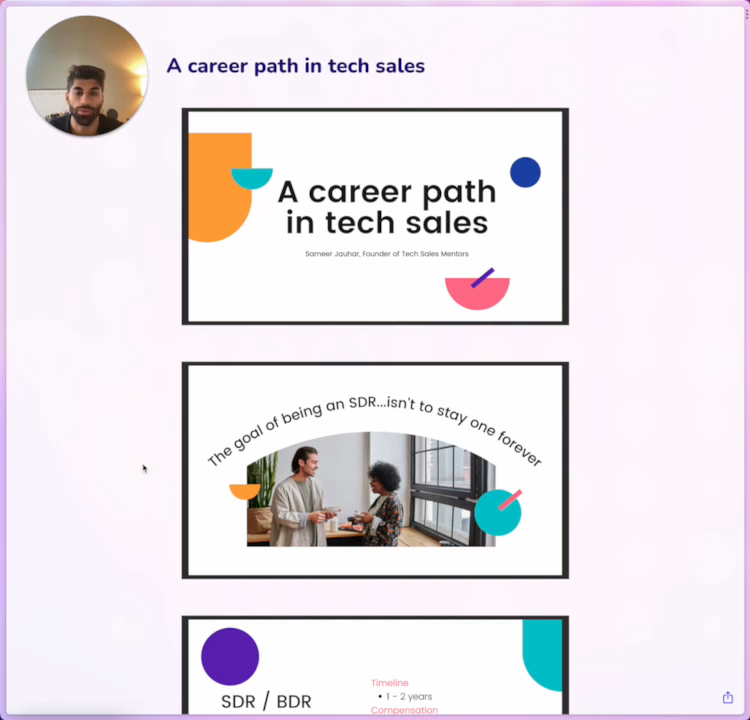 A career path in tech sales
A career path
in tech sales
Sameer Jauhar, Founder of Tech Sales Mentors
The goal of being an SDR...isn't to stay one forever
SDR / BDR
Timeline
• 1 - 2 years
Compensation